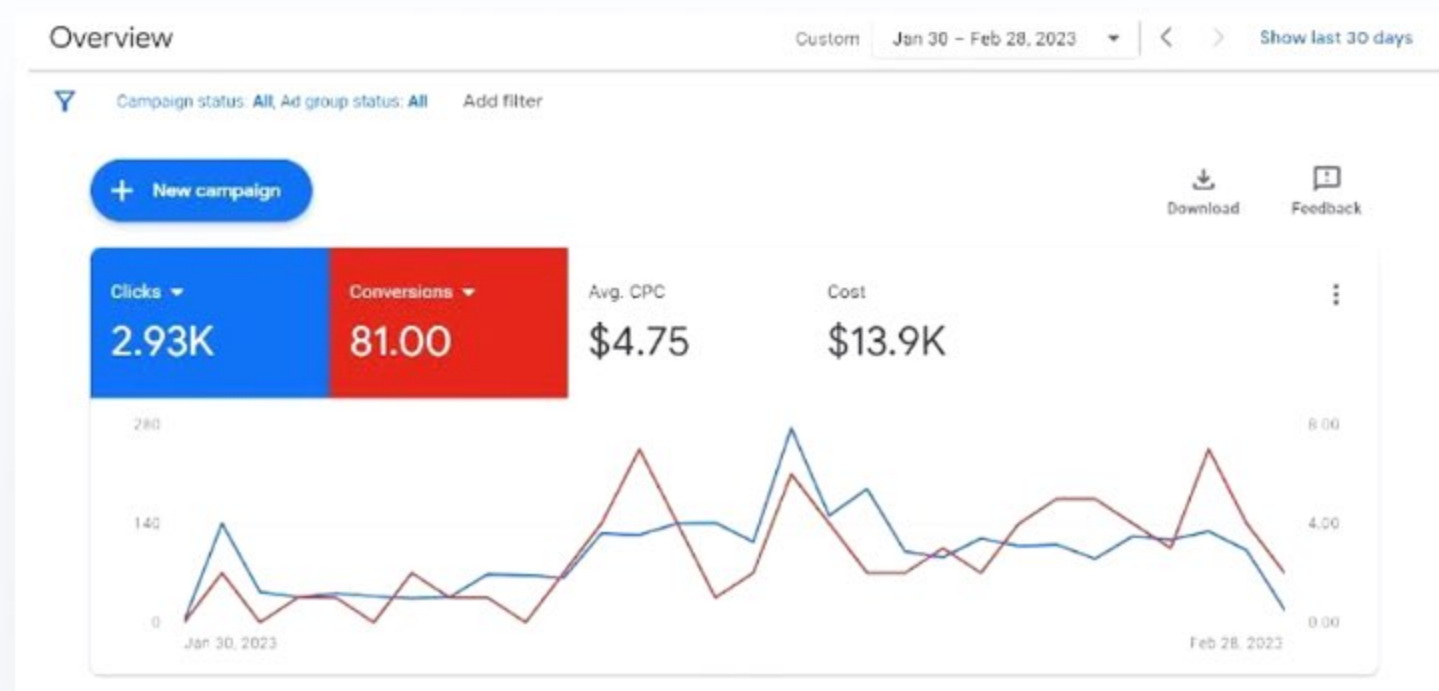 Overview
Custom Jan 30 – Feb 28, 2023 Show last 30 days
Campaign status: All, Ad group status: All Add filter
+ New campaign
Download Feedback
Clicks Conversions Avg. CPC Cost
2.93K 81.00 $4.75 $13.9K
280 8.00
140 4.00
0 0.00
Jan 30, 2023 Feb 28, 2023